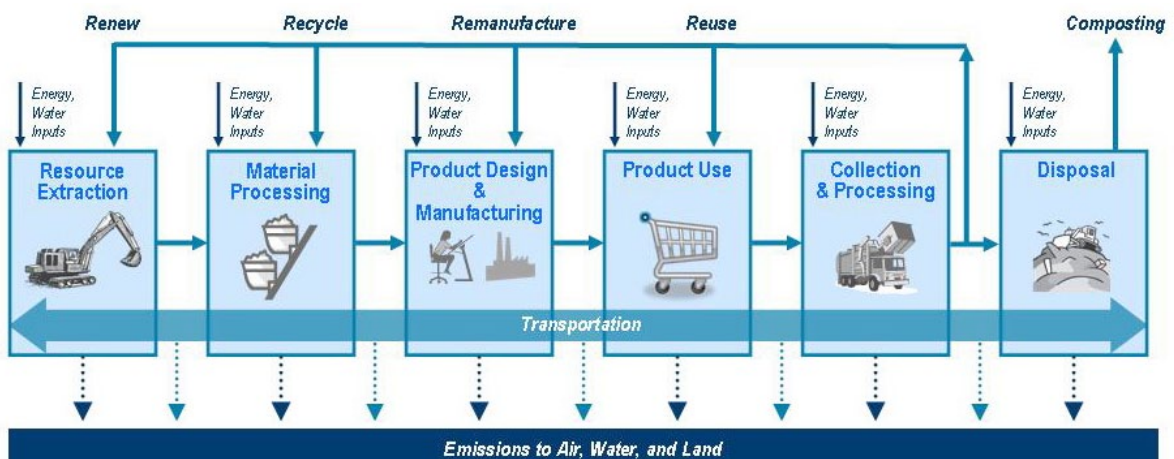 Renew
Recycle
Remanufacture
Reuse
Composting
Energy,
Water
Inputs
Energy,
Water
Inputs
Energy,
Water
Inputs
Energy,
Water
Inputs
Energy,
Water
Inputs
Energy,
Water
Inputs
Resource
Extraction
Material
Processing
Product Design
&
Manufacturing
Product Use
Collection
& Processing
Disposal
Transportation
Emissions to Air, Water, and Land